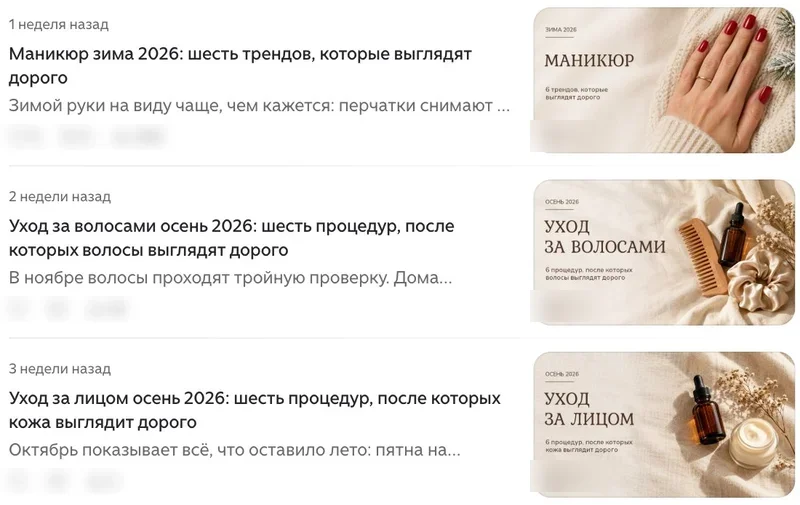 1 неделя назад
Маникюр зима 2026: шесть трендов, которые выглядят
дорого
Зимой руки на виду чаще, чем кажется: перчатки снимают ...
ЗИМА 2026
МАНИКЮР
6 трендов, которые
выглядят дорого
2 недели назад
Уход за волосами осень 2026: шесть процедур, после
которых волосы выглядят дорого
В ноябре волосы проходят тройную проверку. Дома...
ОСЕНЬ 2026
УХОД
ЗА ВОЛОСАМИ
6 процедур, после которых
волосы выглядят дорого
3 недели назад
Уход за лицом осень 2026: шесть процедур, после которых
кожа выглядит дорого
Октябрь показывает всё, что оставило лето: пятна на...
ОСЕНЬ 2026
УХОД
ЗА ЛИЦОМ
6 процедур, после которых
кожа выглядит дорого